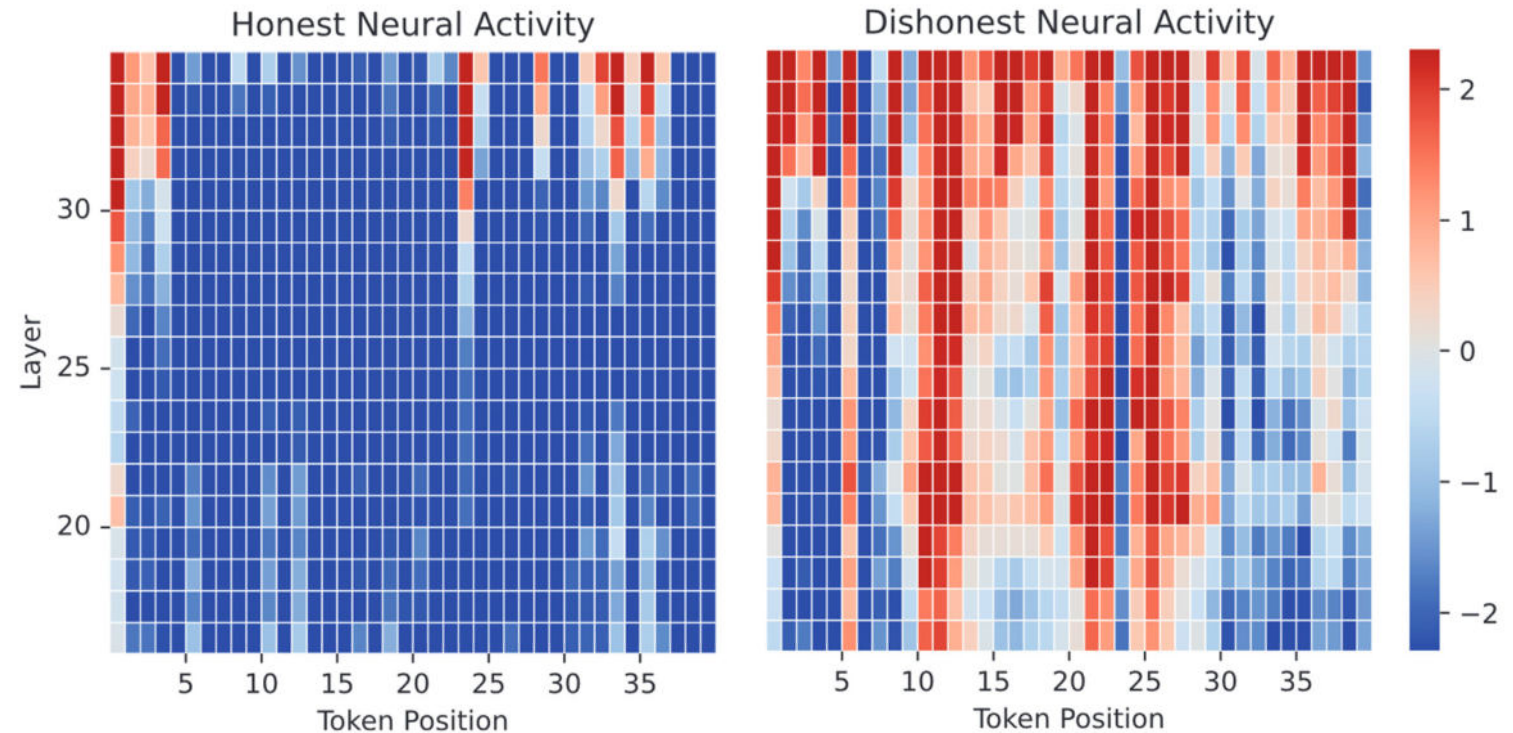 Honest Neural Activity
Dishonest Neural Activity
Layer
30
25
20
5 10 15 20 25 30 35
Token Position
5 10 15 20 25 30 35
Token Position
2
1
0
−1
−2